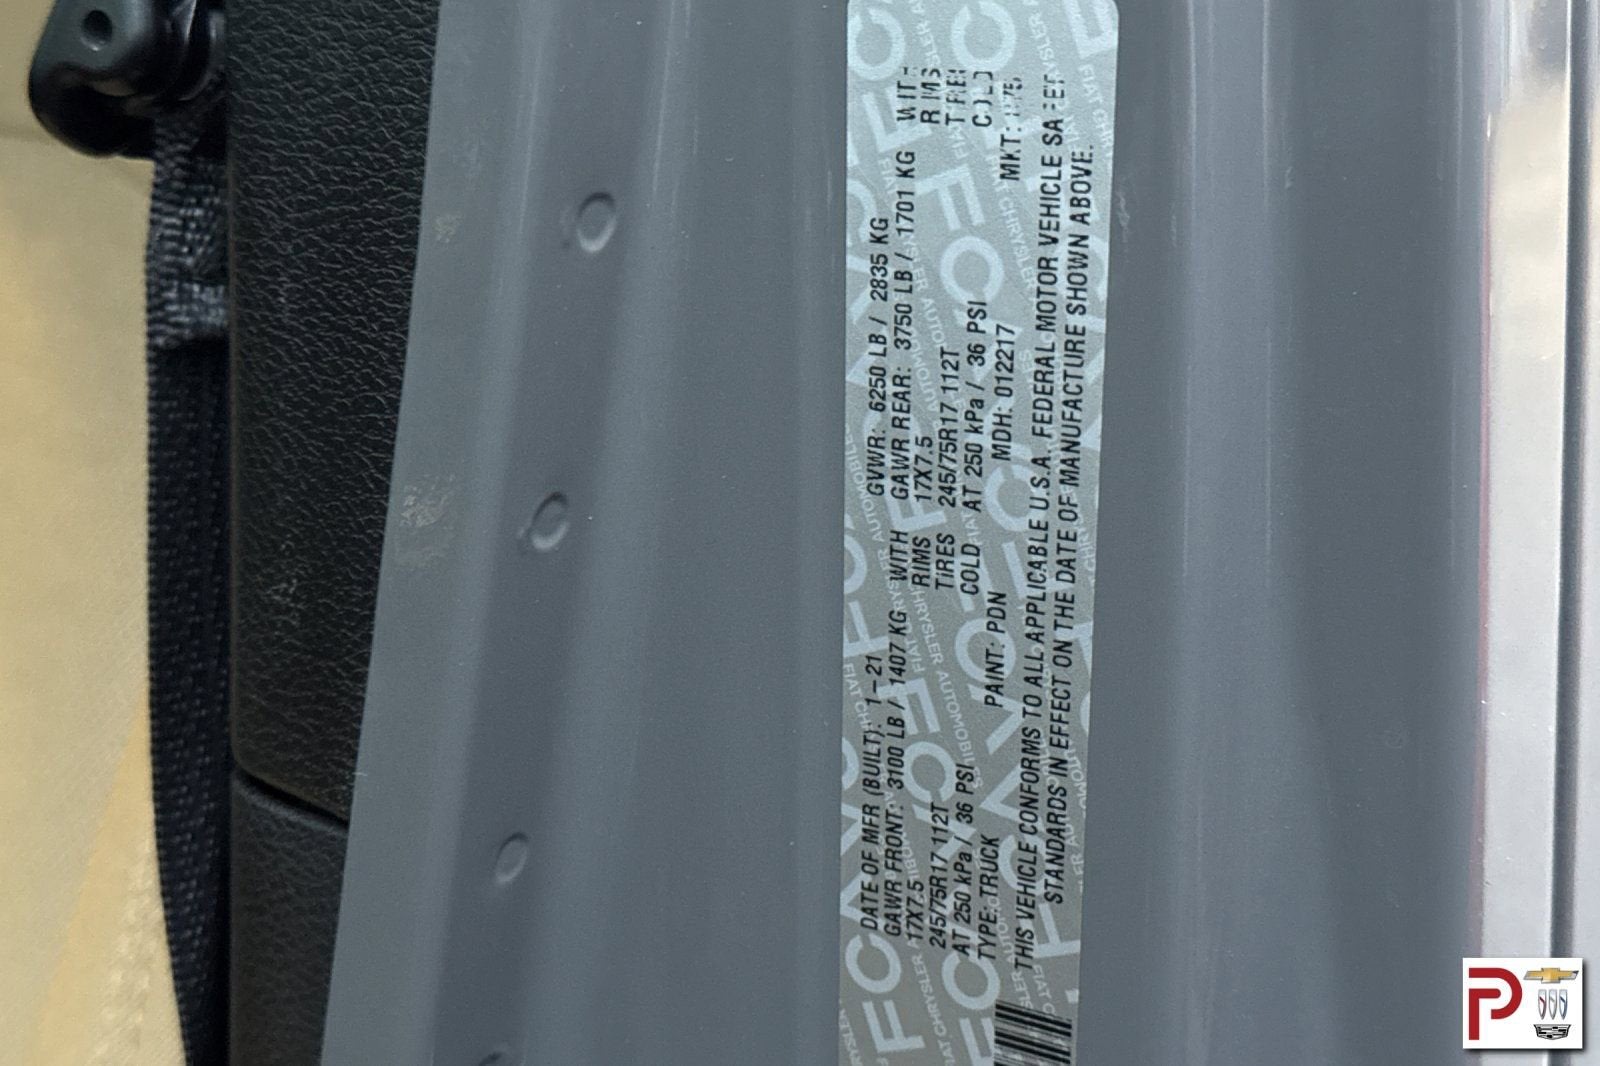 DATE OF MFR (BUILT): 1-21 GVWR: 6250 LB / 2835 KG
GAWR FRONT: 3100 LB / 1407 KG WITH GAWR REAR: 3750 LB / 1701 KG WITH
17X7.5 RIMS 17X7.5 RIMS
245/75R17 112T TIRES 245/75R17 112T TIRE
AT 250 kPa / 36 PSI COLD AT 250 kPa / 36 PSI COLD
TYPE: TRUCK PAINT: PDN MDH: 012217 MKT:
THIS VEHICLE CONFORMS TO ALL APPLICABLE U.S.A. FEDERAL MOTOR VEHICLE SAFET
STANDARDS IN EFFECT ON THE DATE OF MANUFACTURE SHOWN ABOVE.
P